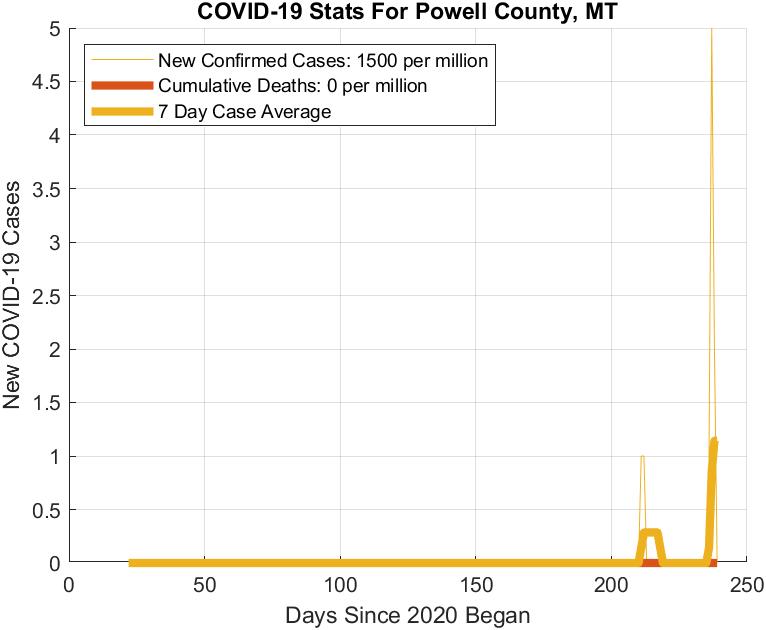 COVID-19 Stats For Powell County, MT
New Confirmed Cases: 1500 per million
Cumulative Deaths: 0 per million
7 Day Case Average
New COVID-19 Cases
5
4.5
4
3.5
3
2.5
2
1.5
1
0.5
0
0 50 100 150 200 250
Days Since 2020 Began